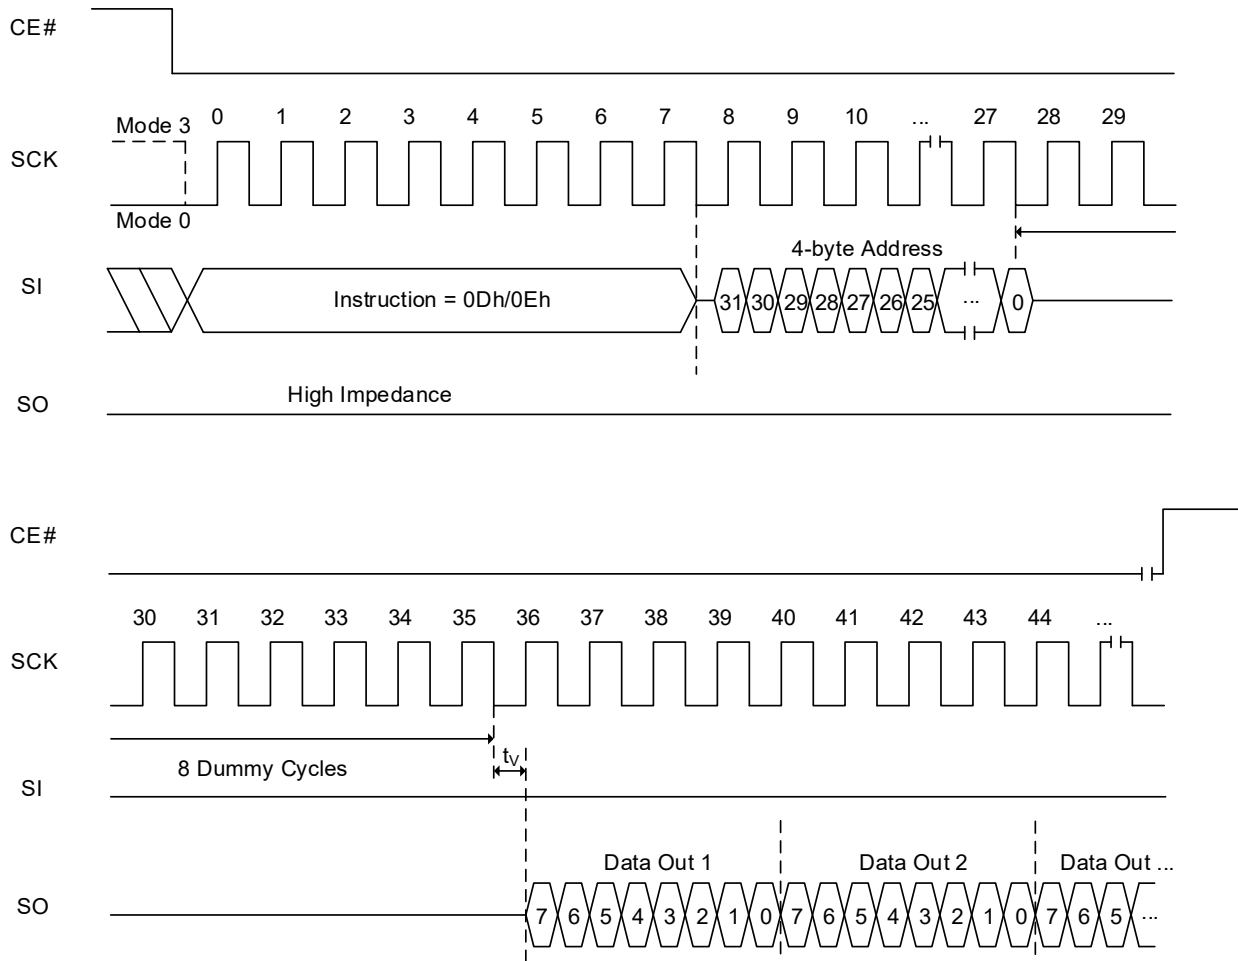 CE#
Mode 3
0 1 2 3 4 5 6 7 8 9 10 ... 27 28 29
SCK
Mode 0
4-byte Address
SI
Instruction = 0Dh/0Eh
31 30 29 28 27 26 25 ... 0
High Impedance
SO
CE#
30 31 32 33 34 35 36 37 38 39 40 41 42 43 44 ...
SCK
8 Dummy Cycles
tV
SI
Data Out 1 Data Out 2 Data Out ...
SO
7 6 5 4 3 2 1 0 7 6 5 4 3 2 1 0 7 6 5 ...